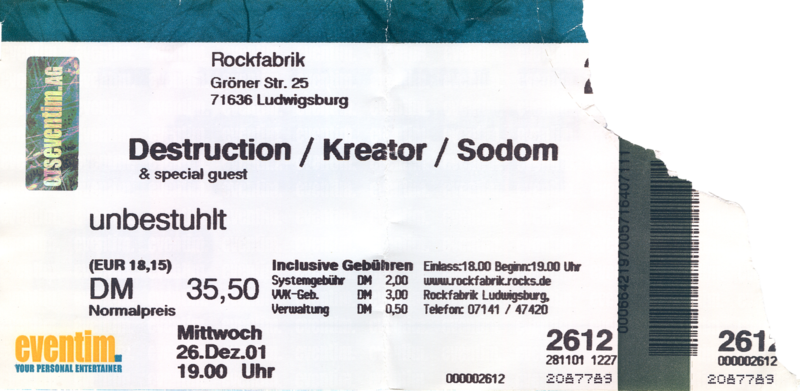 Rockfabrik
Gröner Str. 25
71636 Ludwigsburg
ctseventim.AG
Destruction / Kreator / Sodom
& special guest
unbestuhlt
(EUR 18,15)
DM 35,50
Normalpreis
Inclusive Gebühren
Systemgebühr DM 2,00
VVK-Geb. DM 3,00
Verwaltung DM 0,50
Einlass:18.00 Beginn:19.00 Uhr
www.rockfabrik.rocks.de
Rockfabrik Ludwigsburg,
Telefon: 07141 / 47420
eventim.
YOUR PERSONAL ENTERTAINER
Mittwoch
26.Dez.01
19.00 Uhr
000002612
2612
281101 1227
2087789
2612
000002612
2087789